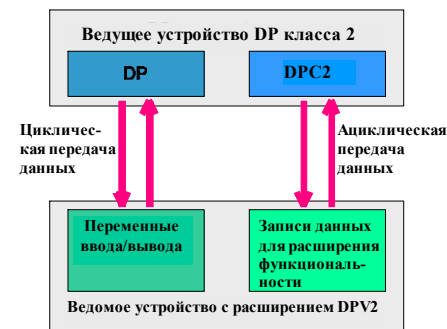 Ведущее устройство DP класса 2
DP
DPC2
Цикличес-
кая передача
данных
Ациклическая
передача
данных
Переменные
ввода/вывода
Записи данных
для расширения
функциональ-
ности
Ведомое устройство с расширением DPV2